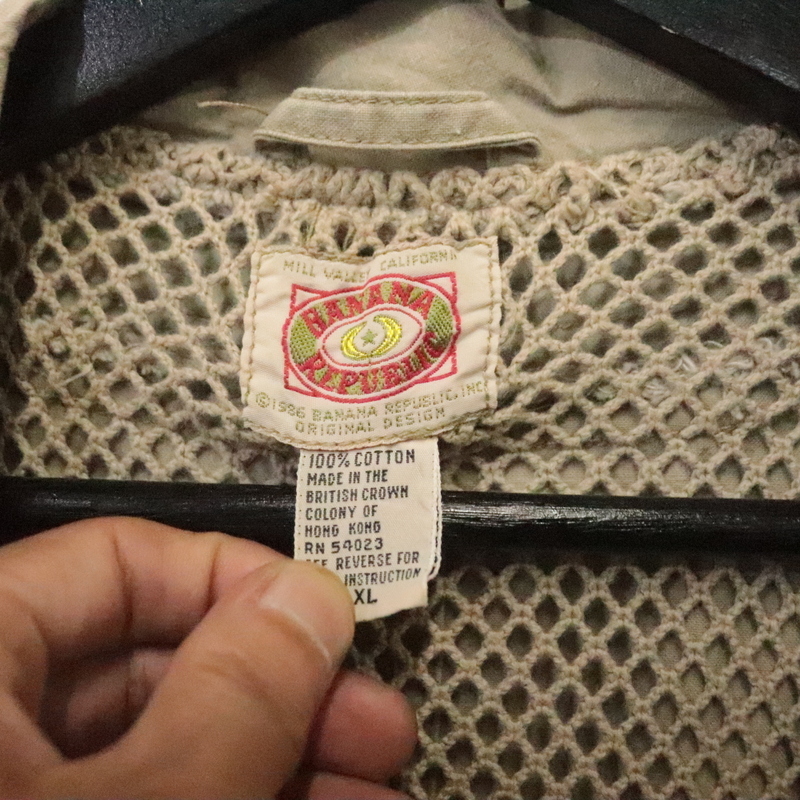 MILL VALLEY CALIFORNIA
BANANA
REPUBLIC
©1986 BANANA REPUBLIC, INC
ORIGINAL DESIGN
100% COTTON
MADE IN THE
BRITISH CROWN
COLONY OF
HONG KONG
RN 54023
SEE REVERSE FOR
INSTRUCTION
XL